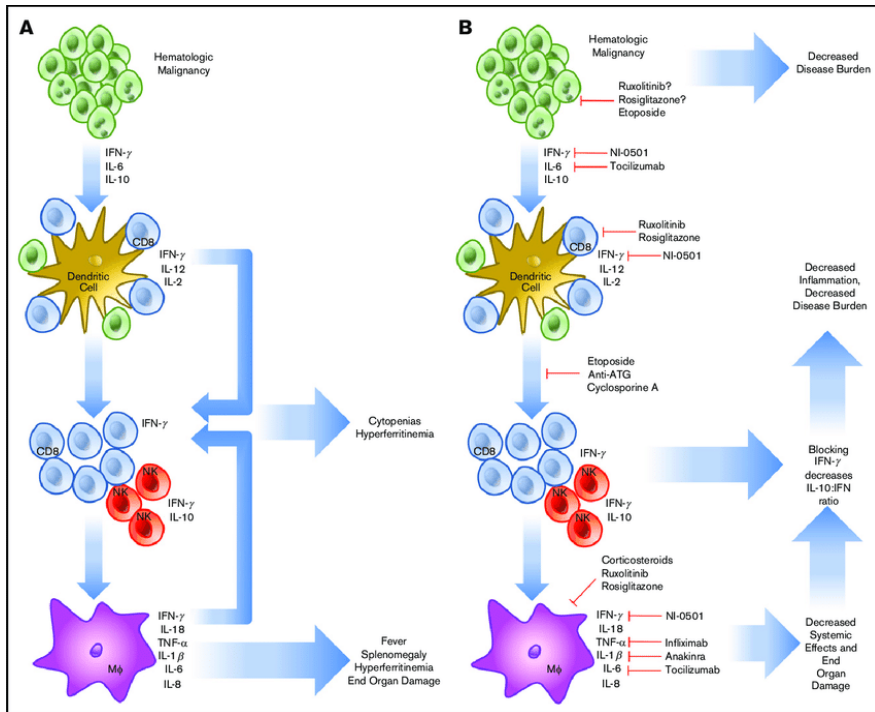 A
Hematologic
Malignancy
IFN-γ
IL-6
IL-10
CD8
IFN-γ
IL-12
IL-2
Dendritic
Cell
IFN-γ
CD8
Cytopenias
Hyperferritinemia
NK
NK
NK
IFN-γ
IL-10
IFN-γ
IL-18
TNF-α
IL-1β
IL-6
IL-8
Mϕ
Fever
Splenomegaly
Hyperferritinemia
End Organ Damage
B
Hematologic
Malignancy
Decreased
Disease Burden
Ruxolitinib?
Rosiglitazone?
Etoposide
IFN-γ
NI-0501
IL-6
Tocilizumab
IL-10
Ruxolitinib
Rosiglitazone
CD8
IFN-γ
NI-0501
IL-12
IL-2
Dendritic
Cell
Decreased
Inflammation,
Decreased
Disease Burden
Etoposide
Anti-ATG
Cyclosporine A
IFN-γ
CD8
NK
NK
NK
IFN-γ
IL-10
Blocking
IFN-γ
decreases
IL-10:IFN
ratio
Corticosteroids
Ruxolitinib
Rosiglitazone
IFN-γ
NI-0501
IL-18
TNF-α
Infliximab
IL-1β
Anakinra
IL-6
Tocilizumab
IL-8
Mϕ
Decreased
Systemic
Effects and
End
Organ
Damage